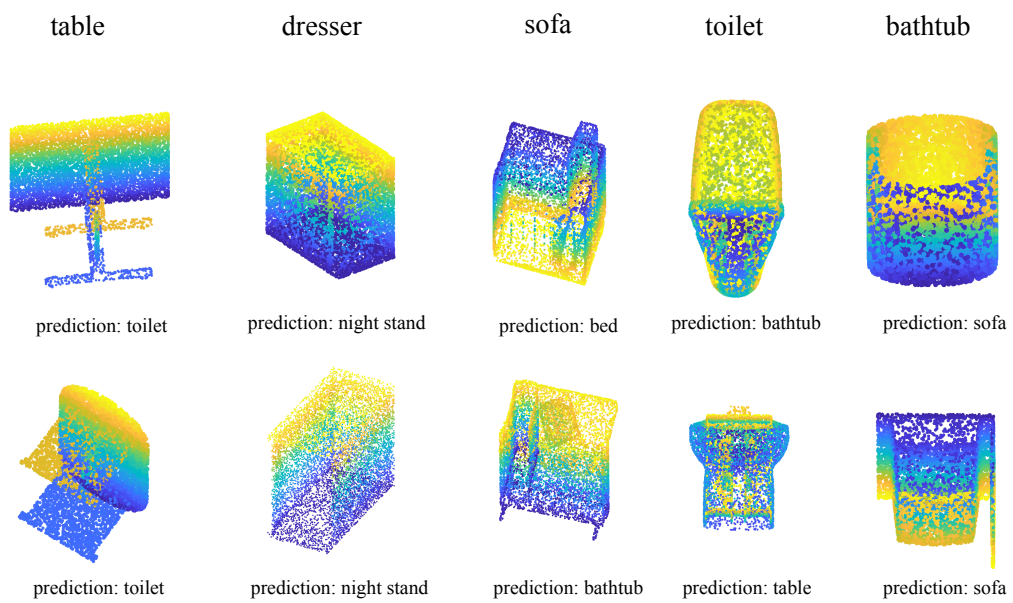 table dresser sofa toilet bathtub
prediction: toilet prediction: night stand prediction: bed prediction: bathtub prediction: sofa
prediction: toilet prediction: night stand prediction: bathtub prediction: table prediction: sofa